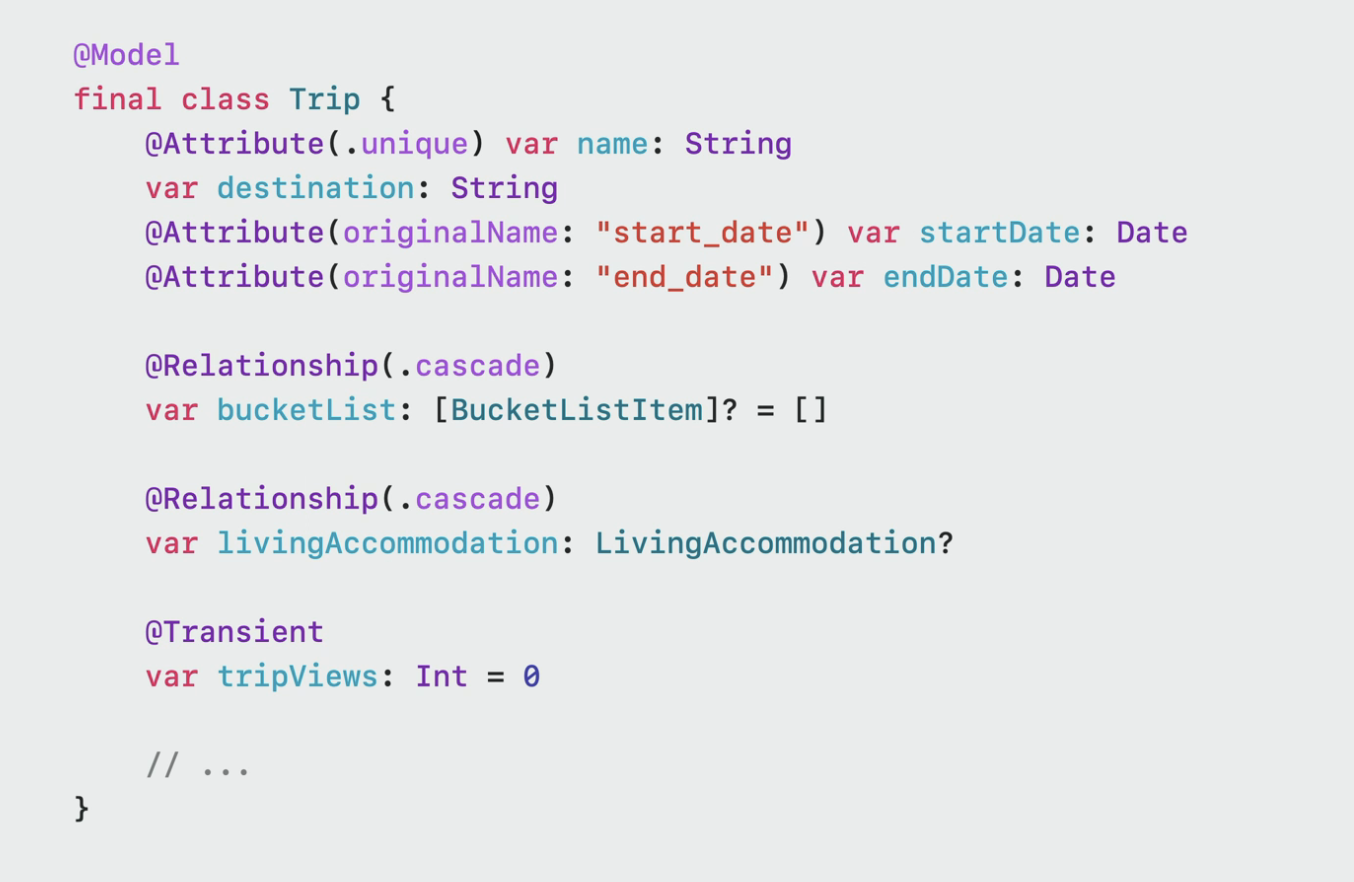 @Model
final class Trip {
    @Attribute(.unique) var name: String
    var destination: String
    @Attribute(originalName: "start_date") var startDate: Date
    @Attribute(originalName: "end_date") var endDate: Date

    @Relationship(.cascade)
    var bucketList: [BucketListItem]? = []

    @Relationship(.cascade)
    var livingAccommodation: LivingAccommodation?

    @Transient
    var tripViews: Int = 0

    // ...
}